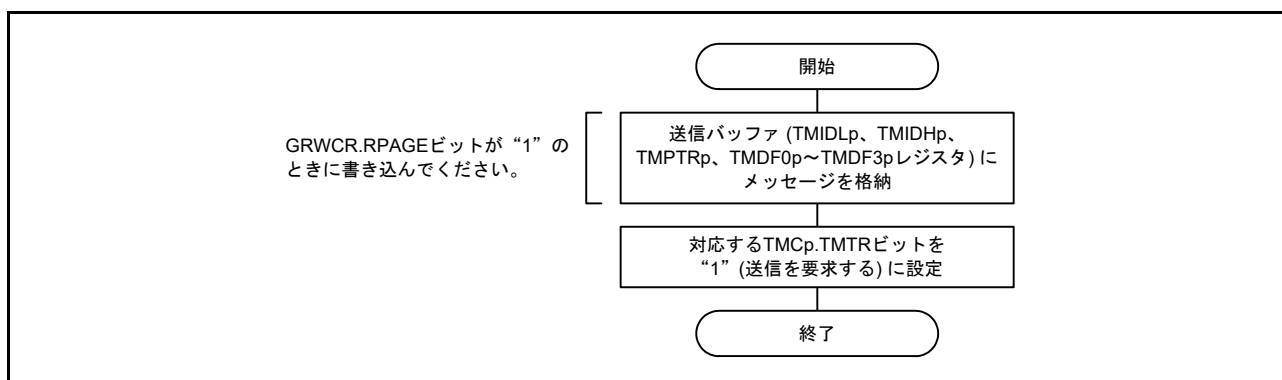 開始
GRWCR.RPAGEビットが“1”の
ときに書き込んでください。
送信バッファ (TMIDLp、TMIDHp、
TMPTRp、TMDF0p～TMDF3pレジスタ) に
メッセージを格納
対応するTMCp.TMTRビットを
“1” (送信を要求する) に設定
終了